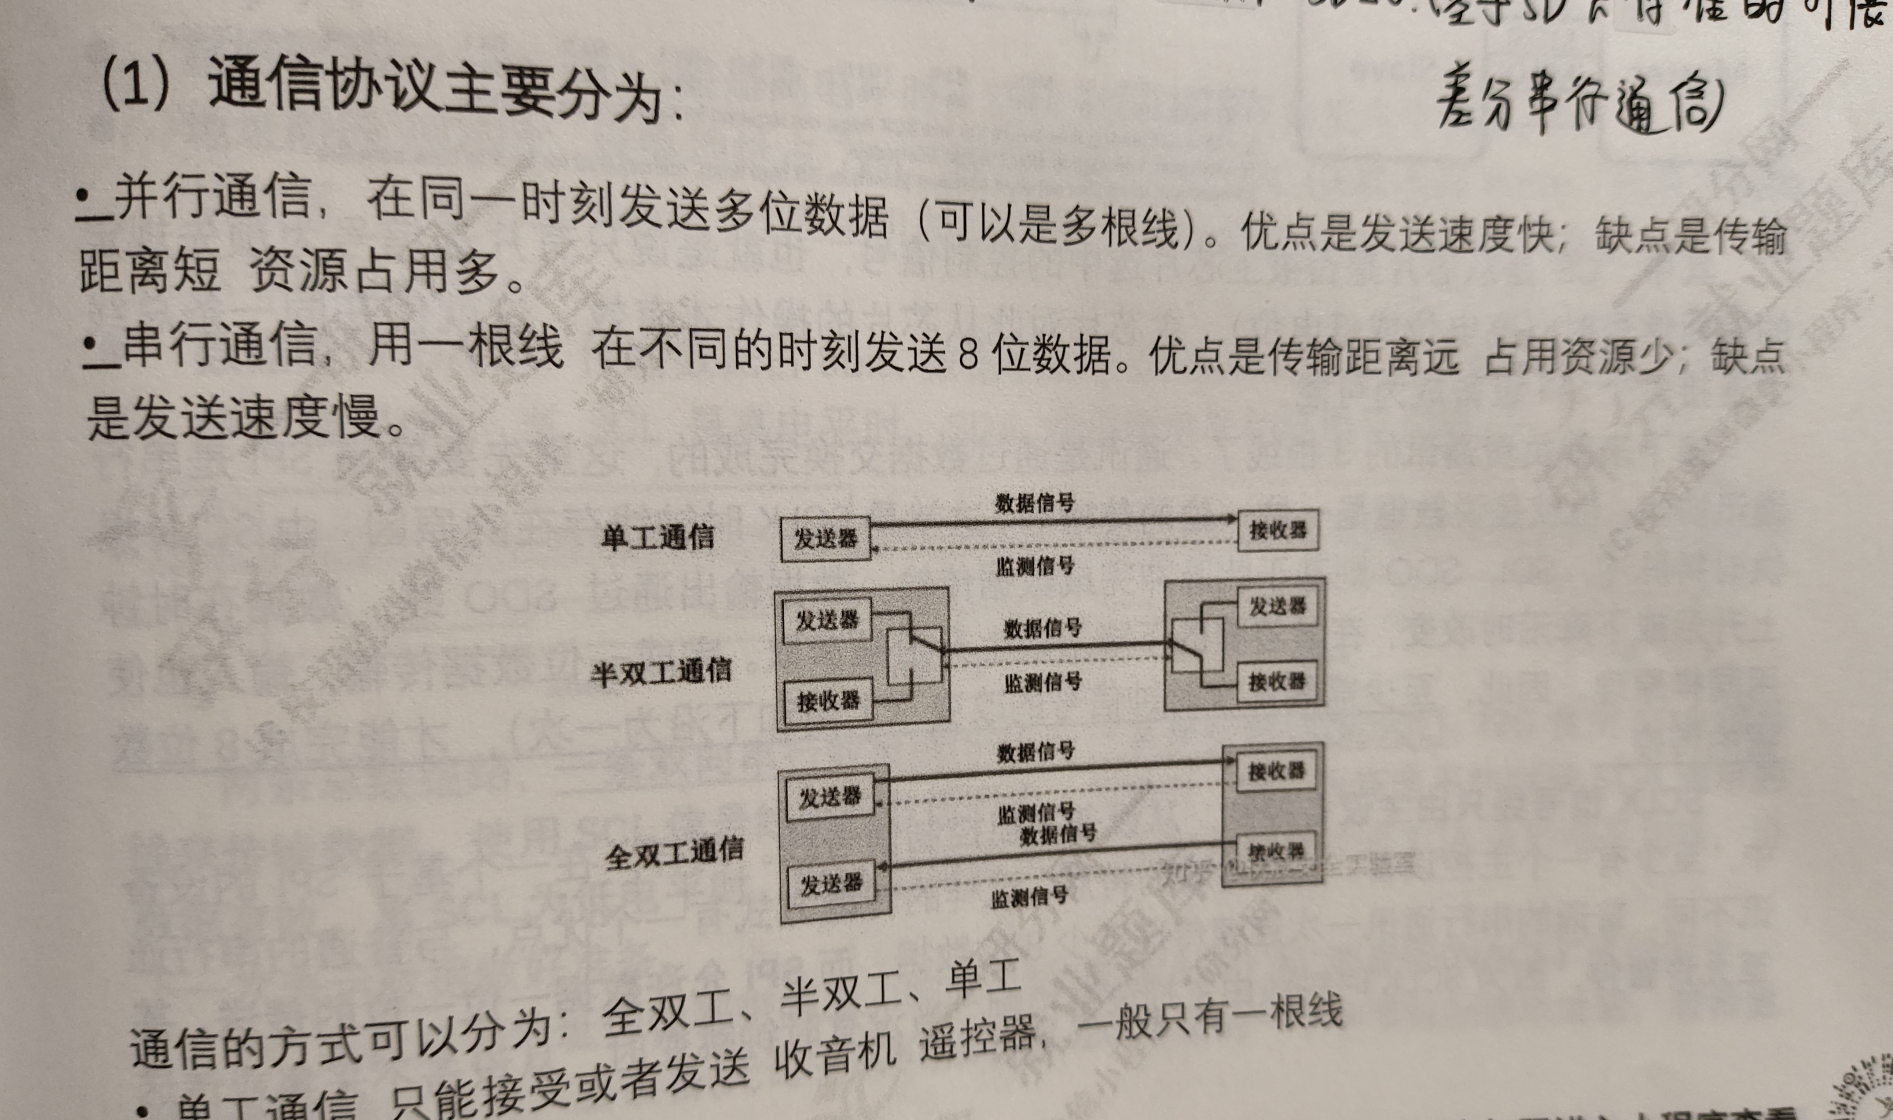 差分串行通信)
(1) 通信协议主要分为：
• 并行通信，在同一时刻发送多位数据（可以是多根线）。优点是发送速度快；缺点是传输
距离短 资源占用多。
• 串行通信，用一根线 在不同的时刻发送8位数据。优点是传输距离远 占用资源少；缺点
是发送速度慢。
单工通信
发送器
数据信号
监测信号
接收器
半双工通信
发送器
接收器
数据信号
监测信号
发送器
接收器
全双工通信
发送器
数据信号
监测信号
接收器
发送器
数据信号
监测信号
接收器
通信的方式可以分为：全双工、半双工、单工
• 单工通信 只能接受或者发送 收音机 遥控器，一般只有一根线